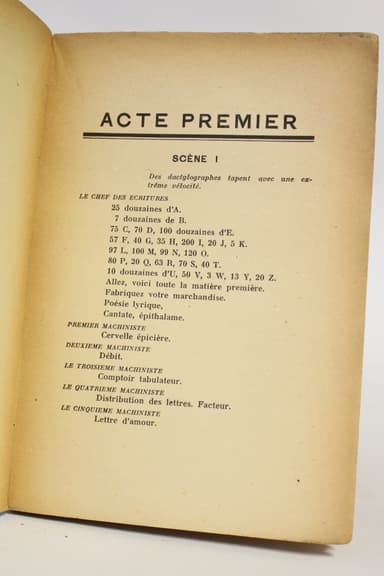 ACTE PREMIER
SCÈNE I
Des dactylographes tapent avec une ex-
trême vélocité.
LE CHEF DES ECRITURES
25 douzaines d'A.
7 douzaines de B.
75 C, 70 D, 100 douzaines d'E.
57 F, 40 G, 35 H, 200 I, 20 J, 5 K.
97 L, 100 M, 99 N, 120 O.
80 P, 20 Q, 63 R, 70 S, 40 T.
10 douzaines d'U, 50 V, 3 W, 13 Y, 20 Z.
Allez, voici toute la matière première.
Fabriquez votre marchandise.
Poésie lyrique,
Cantate, épithalame.
PREMIER MACHINISTE
Cervelle épicière.
DEUXIEME MACHINISTE
Débit.
LE TROISIEME MACHINISTE
Comptoir tabulateur.
LE QUATRIEME MACHINISTE
Distribution des lettres. Facteur.
LE CINQUIEME MACHINISTE
Lettre d'amour.